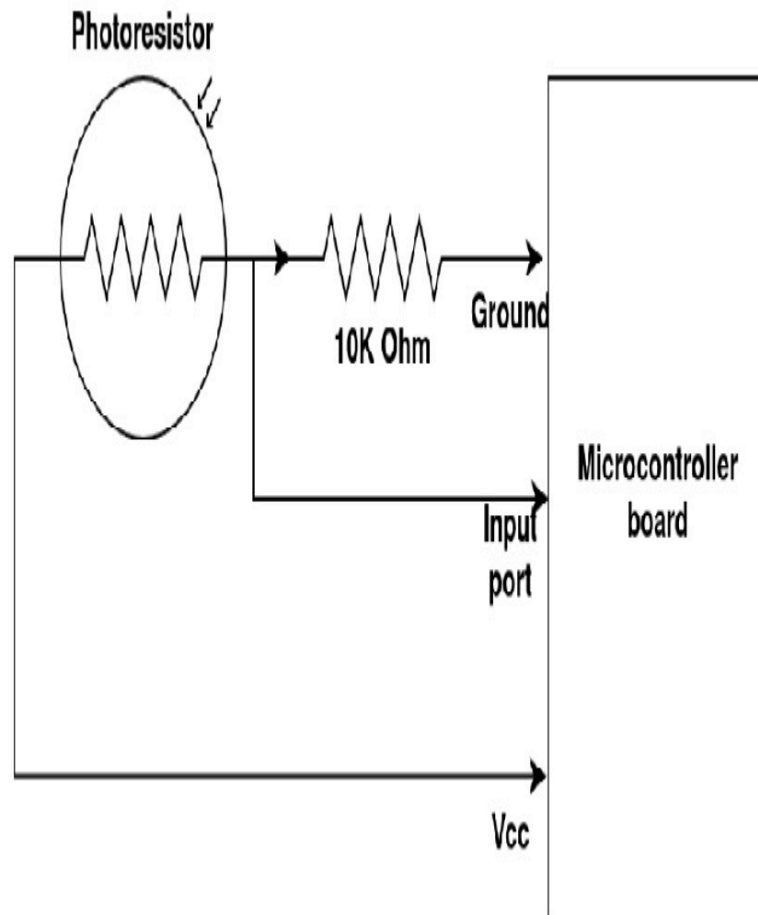 Photoresistor
Ground
10K Ohm
Microcontroller
board
Input
port
Vcc